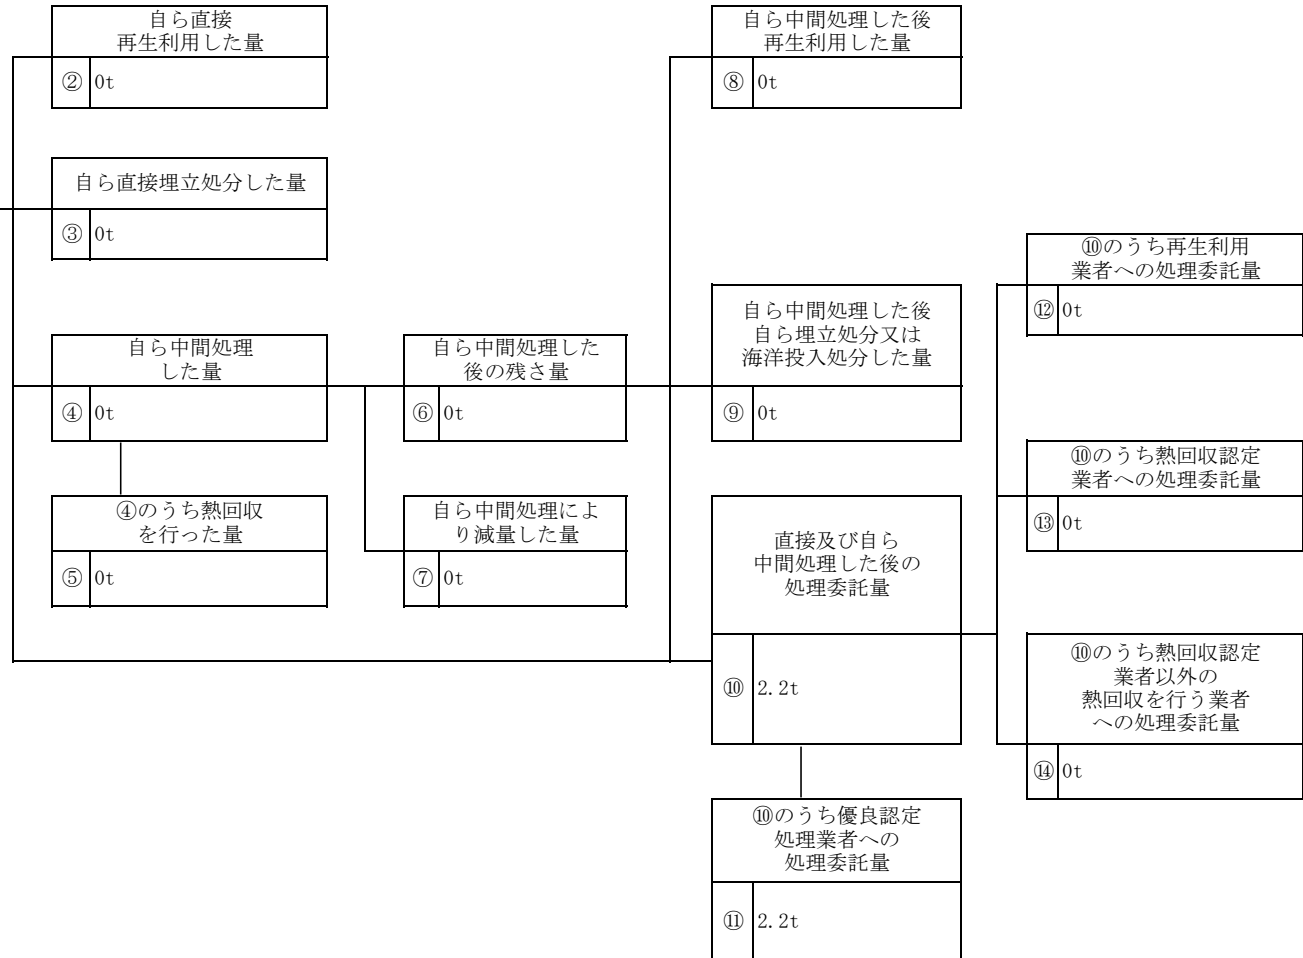 自ら直接
再生利用した量
② 0t
自ら中間処理した後
再生利用した量
⑧ 0t
自ら直接埋立処分した量
③ 0t
⑩のうち再生利用
業者への処理委託量
⑫ 0t
自ら中間処理した後
自ら埋立処分又は
海洋投入処分した量
⑨ 0t
自ら中間処理
した量
④ 0t
自ら中間処理した
後の残さ量
⑥ 0t
⑩のうち熱回収認定
業者への処理委託量
⑬ 0t
④のうち熱回収
を行った量
⑤ 0t
自ら中間処理によ
り減量した量
⑦ 0t
直接及び自ら
中間処理した後の
処理委託量
⑩ 2.2t
⑩のうち熱回収認定
業者以外の
熱回収を行う業者
への処理委託量
⑭ 0t
⑩のうち優良認定
処理業者への
処理委託量
⑪ 2.2t